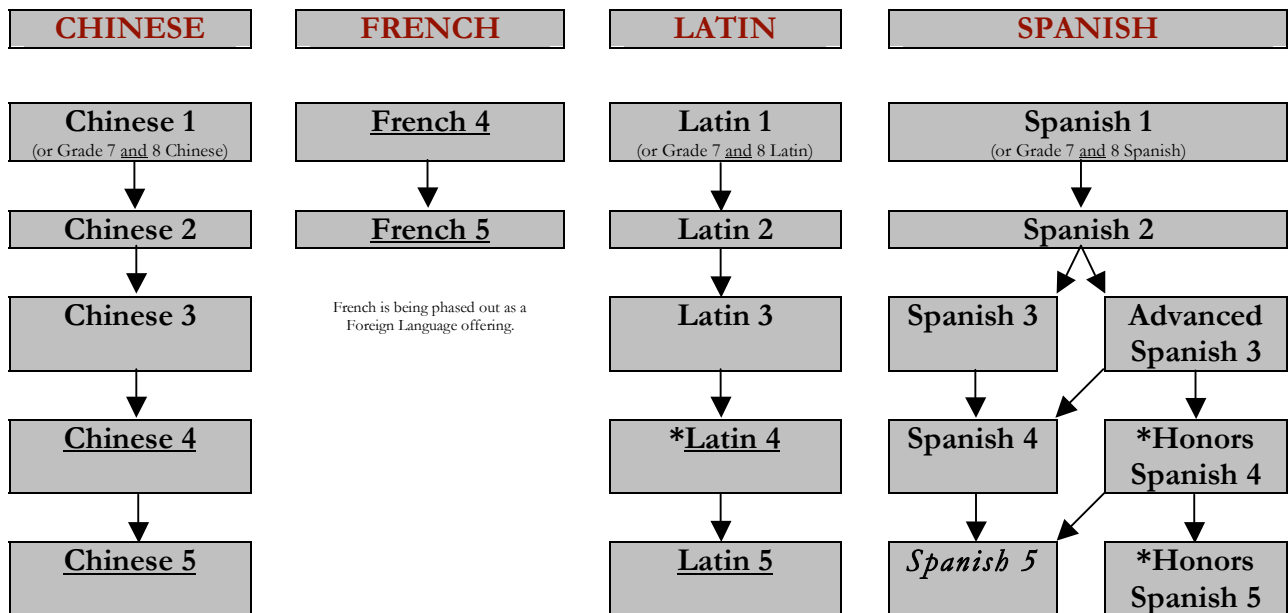 CHINESE
FRENCH
LATIN
SPANISH
Chinese 1
(or Grade 7 and 8 Chinese)
French 4
Latin 1
(or Grade 7 and 8 Latin)
Spanish 1
(or Grade 7 and 8 Spanish)
Chinese 2
French 5
Latin 2
Spanish 2
Chinese 3
French is being phased out as a
Foreign Language offering.
Latin 3
Spanish 3
Advanced
Spanish 3
Chinese 4
*Latin 4
Spanish 4
*Honors
Spanish 4
Chinese 5
Latin 5
Spanish 5
*Honors
Spanish 5